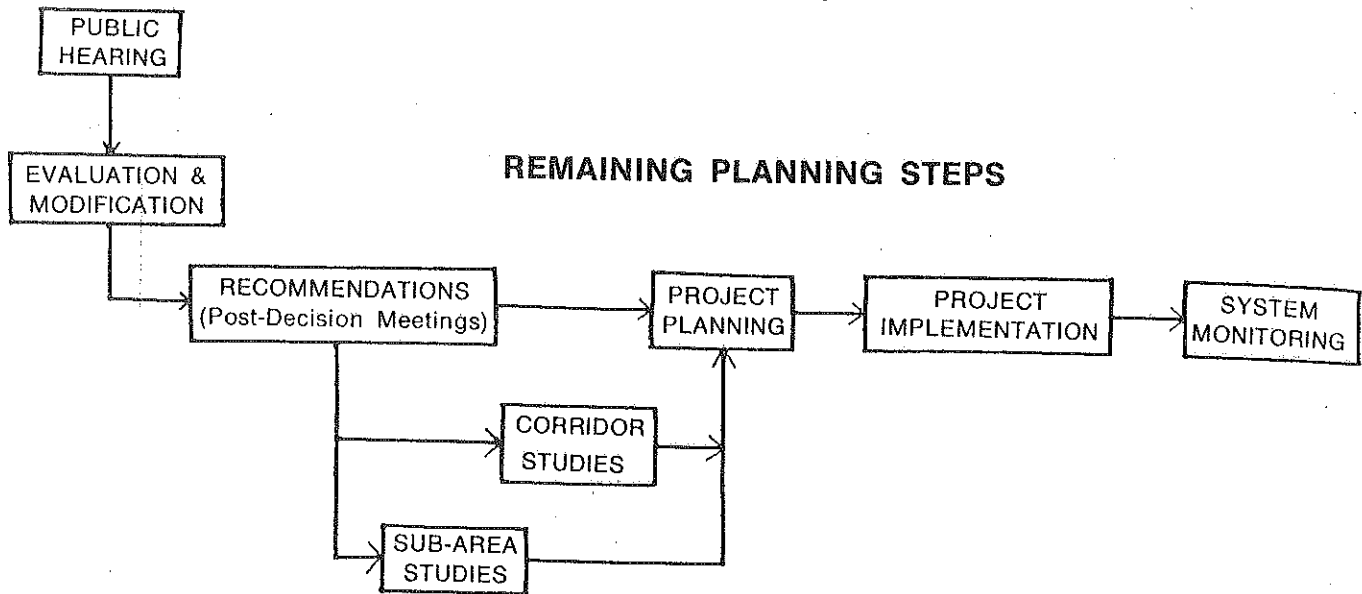 PUBLIC
HEARING
EVALUATION &
MODIFICATION
REMAINING PLANNING STEPS
RECOMMENDATIONS
(Post-Decision Meetings)
PROJECT
PLANNING
PROJECT
IMPLEMENTATION
SYSTEM
MONITORING
CORRIDOR
STUDIES
SUB-AREA
STUDIES